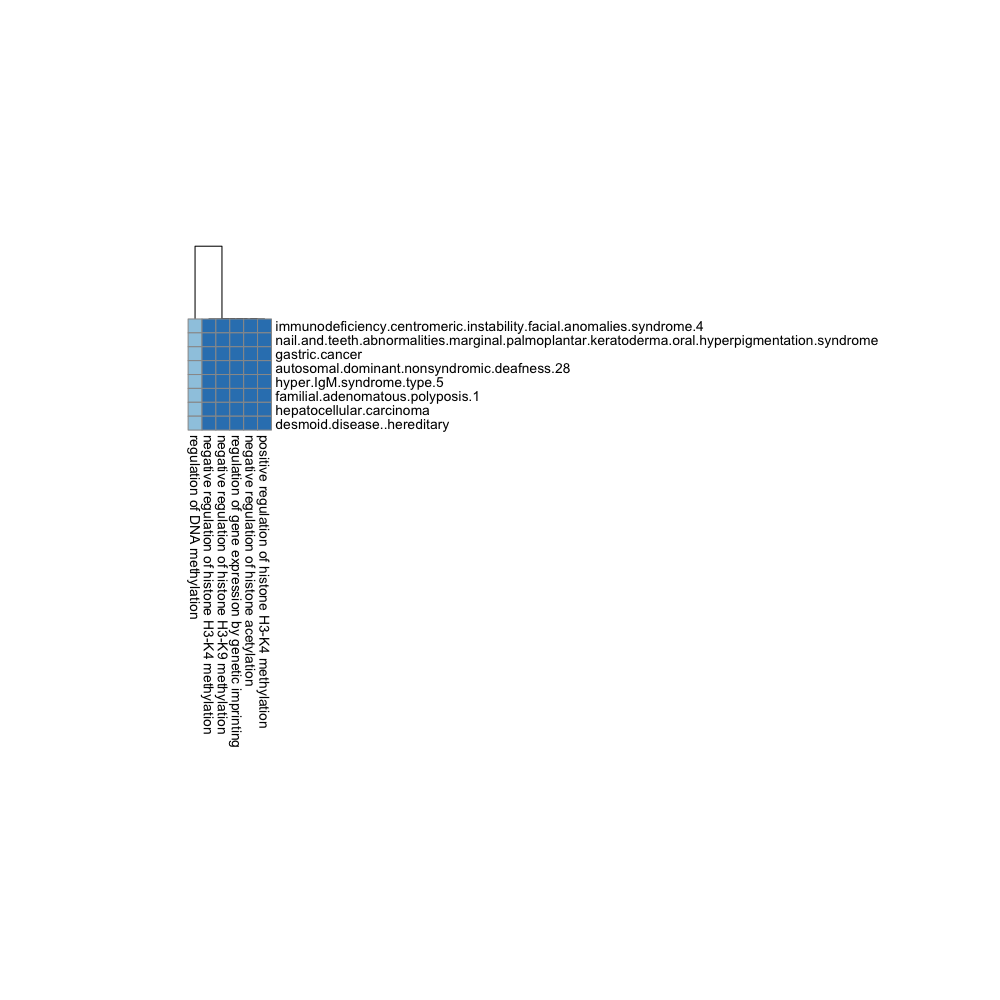 immunodeficiency.centromeric.instability.facial.anomalies.syndrome.4
nail.and.teeth.abnormalities.marginal.palmoplantar.keratoderma.oral.hyperpigmentation.syndrome
gastric.cancer
autosomal.dominant.nonsyndromic.deafness.28
hyper.IgM.syndrome.type.5
familial.adenomatous.polyposis.1
hepatocellular.carcinoma
desmoid.disease..hereditary
regulation of DNA methylation
negative regulation of histone H3-K4 methylation
negative regulation of histone H3-K9 methylation
regulation of gene expression by genetic imprinting
negative regulation of histone acetylation
positive regulation of histone H3-K4 methylation